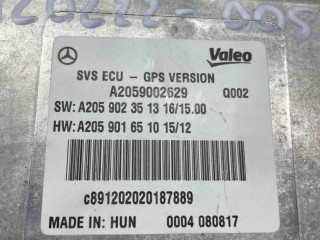 Valeo
SVS ECU - GPS VERSION
A2059002629 Q002
SW: A205 902 35 13 16/15.00
HW: A205 901 65 10 15/12
c891202020187889
MADE IN: HUN 0004 080817